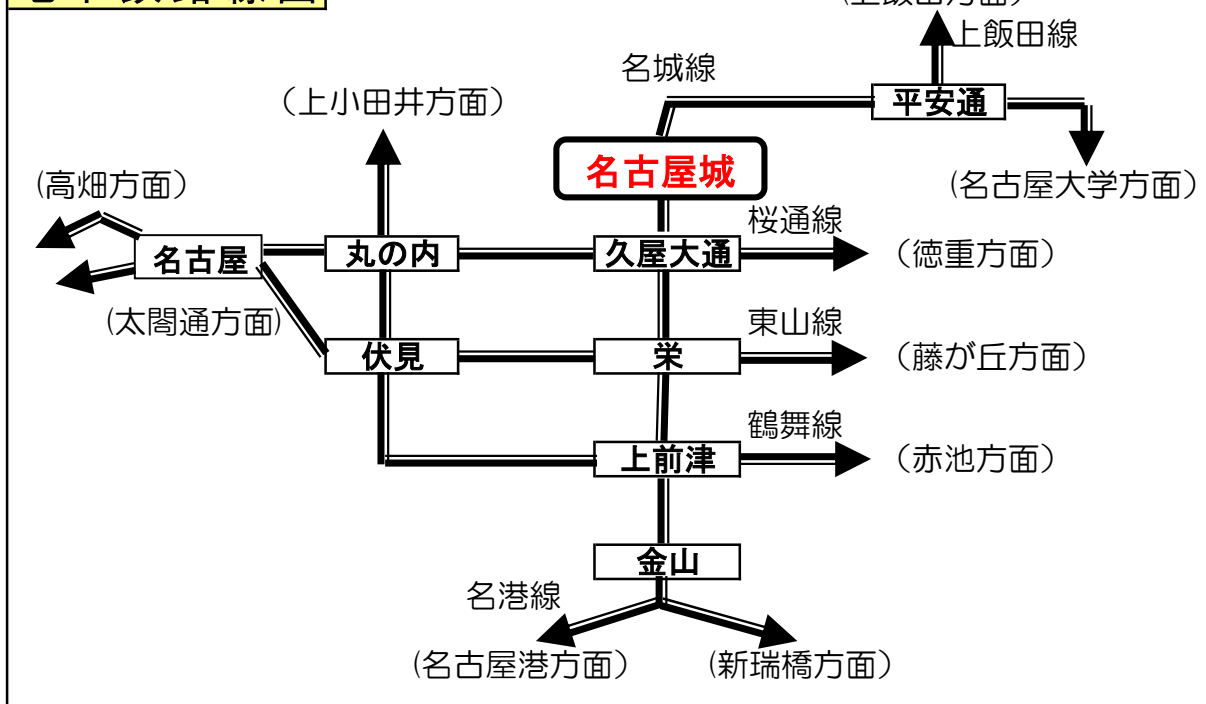 (上飯田方面)
上飯田線
名城線
平安通
(上小田井方面)
名古屋城
(名古屋大学方面)
(高畑方面)
桜通線
名古屋
丸の内
久屋大通
(徳重方面)
(太閤通方面)
東山線
伏見
栄
(藤が丘方面)
鶴舞線
上前津
(赤池方面)
金山
名港線
(名古屋港方面)
(新瑞橋方面)